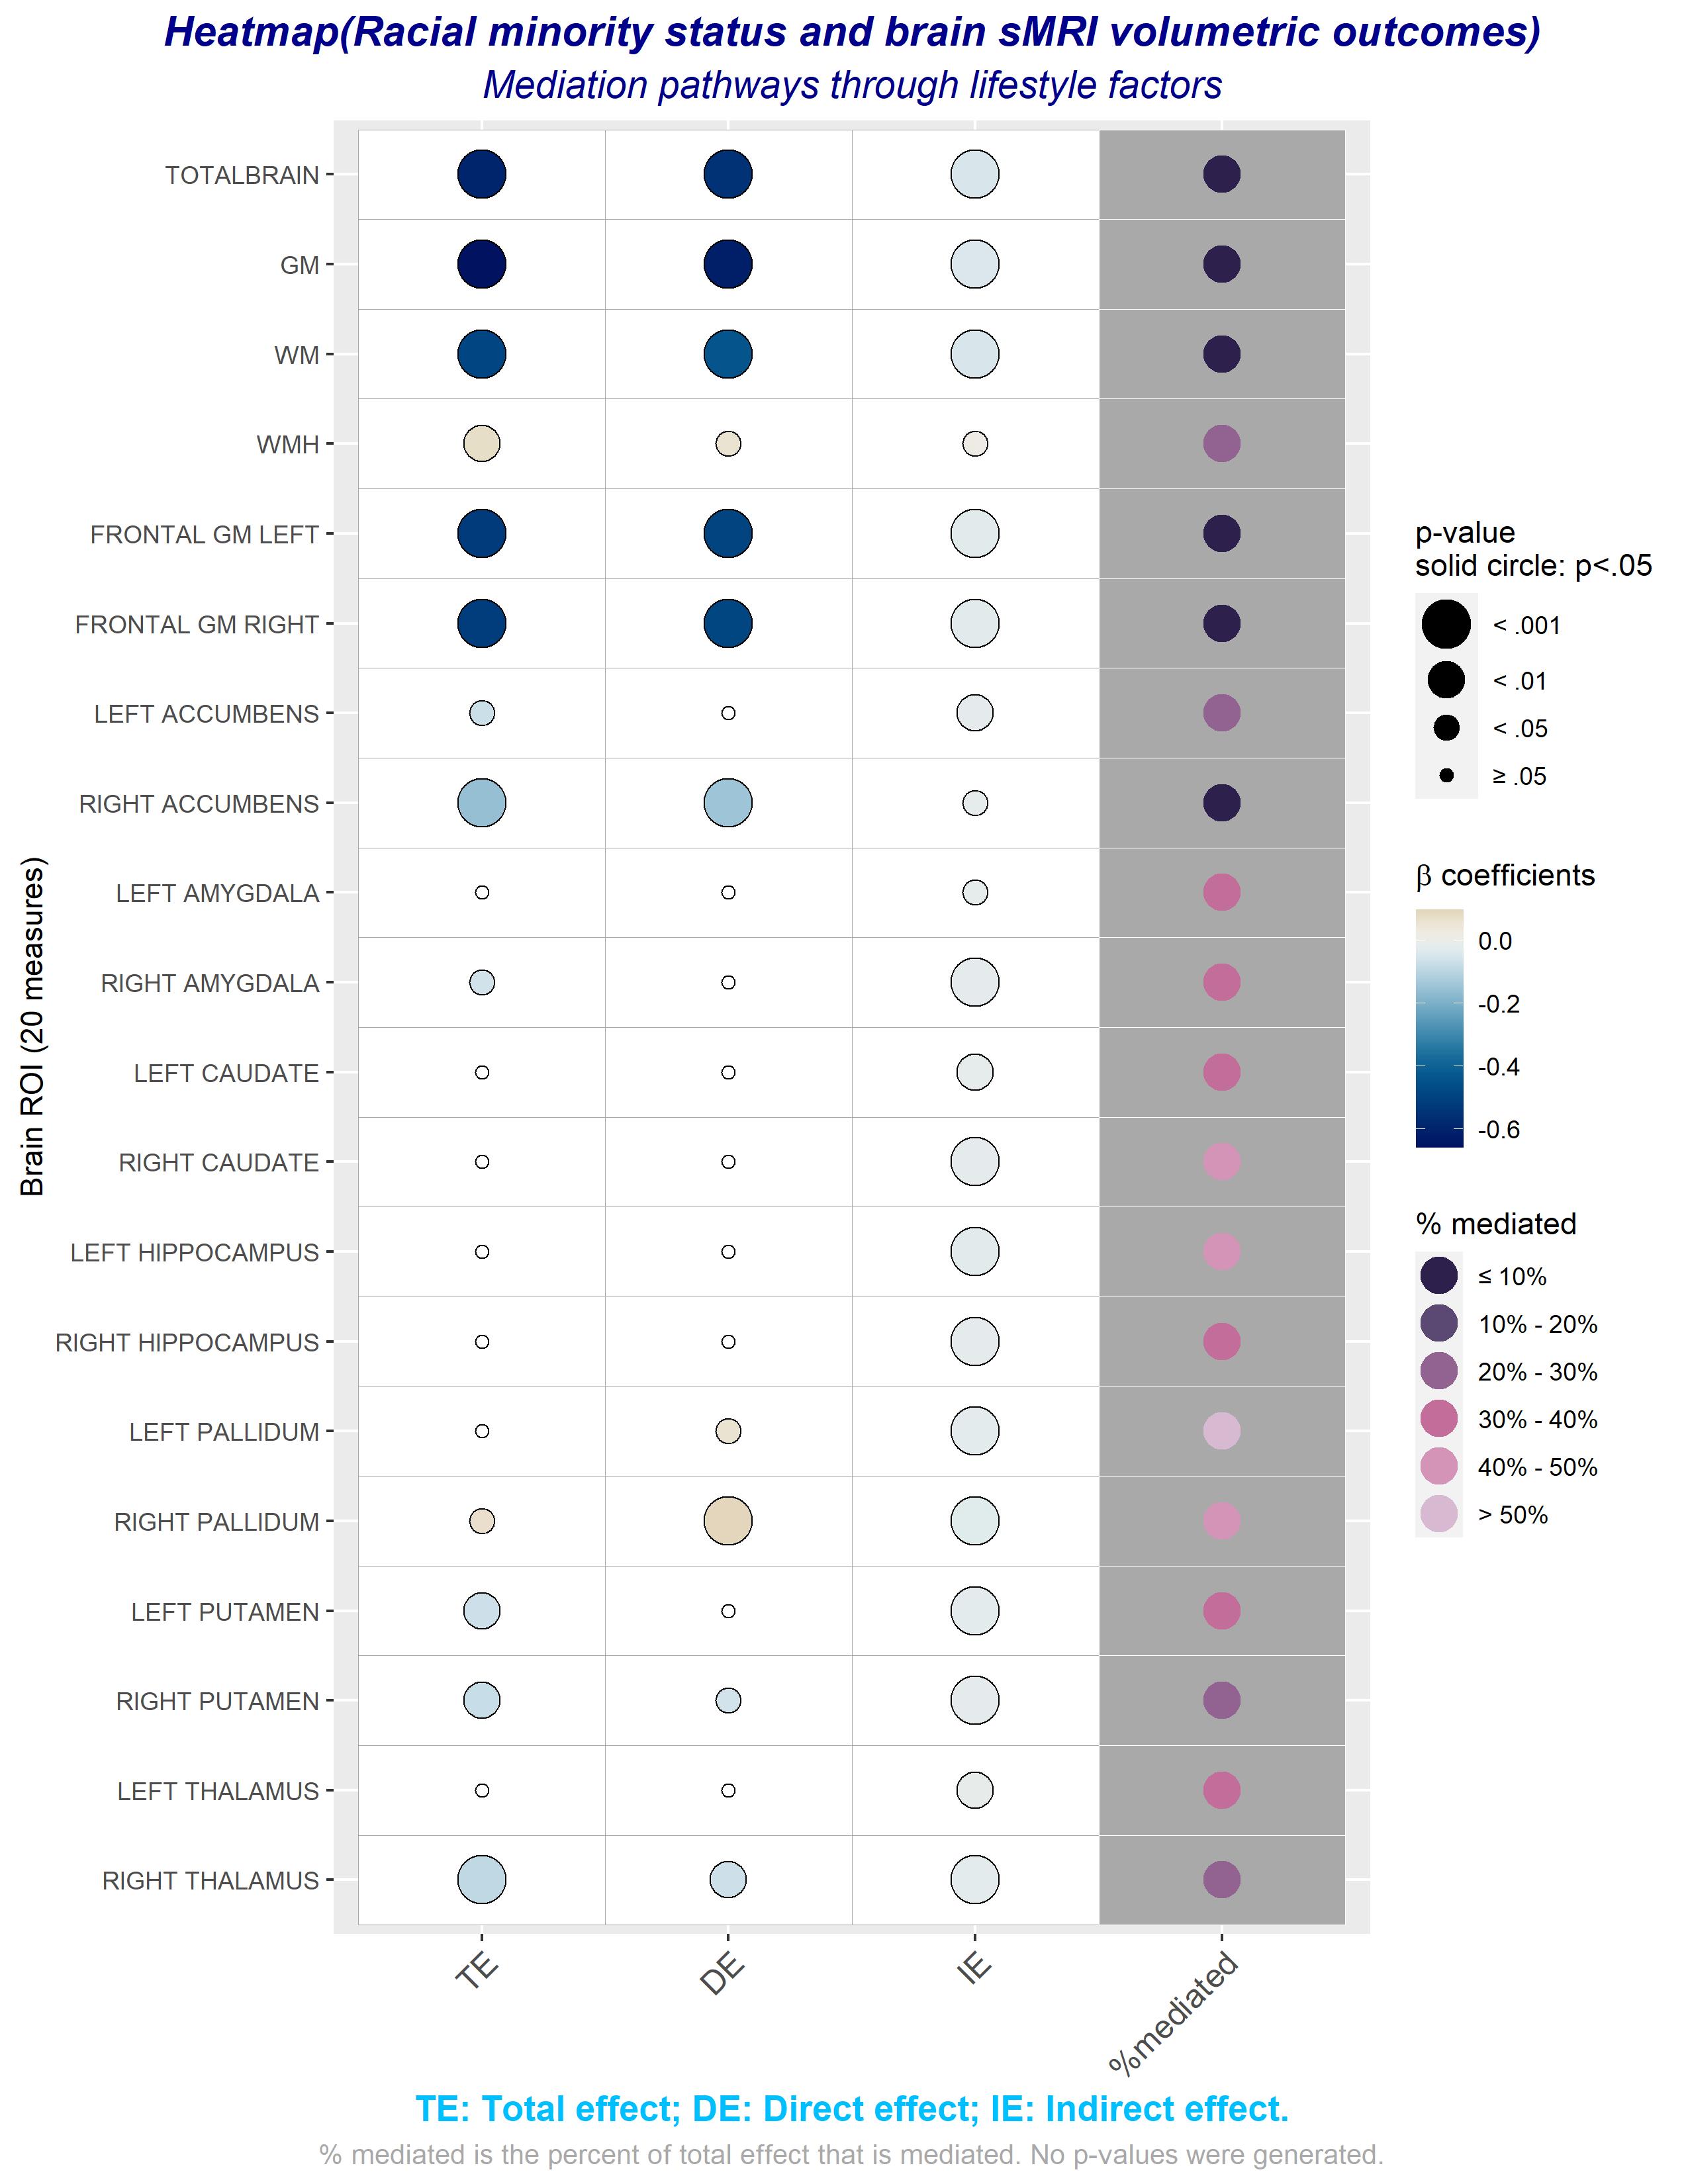 Heatmap(Racial minority status and brain sMRI volumetric outcomes)
Mediation pathways through lifestyle factors
Brain ROI (20 measures)
TOTALBRAIN
GM
WM
WMH
FRONTAL GM LEFT
FRONTAL GM RIGHT
LEFT ACCUMBENS
RIGHT ACCUMBENS
LEFT AMYGDALA
RIGHT AMYGDALA
LEFT CAUDATE
RIGHT CAUDATE
LEFT HIPPOCAMPUS
RIGHT HIPPOCAMPUS
LEFT PALLIDUM
RIGHT PALLIDUM
LEFT PUTAMEN
RIGHT PUTAMEN
LEFT THALAMUS
RIGHT THALAMUS
TE
DE
IE
%mediated
p-value
solid circle: p<.05
< .001
< .01
< .05
≥ .05
β coefficients
0.0
-0.2
-0.4
-0.6
% mediated
≤ 10%
10% - 20%
20% - 30%
30% - 40%
40% - 50%
> 50%
TE: Total effect; DE: Direct effect; IE: Indirect effect.
% mediated is the percent of total effect that is mediated. No p-values were generated.